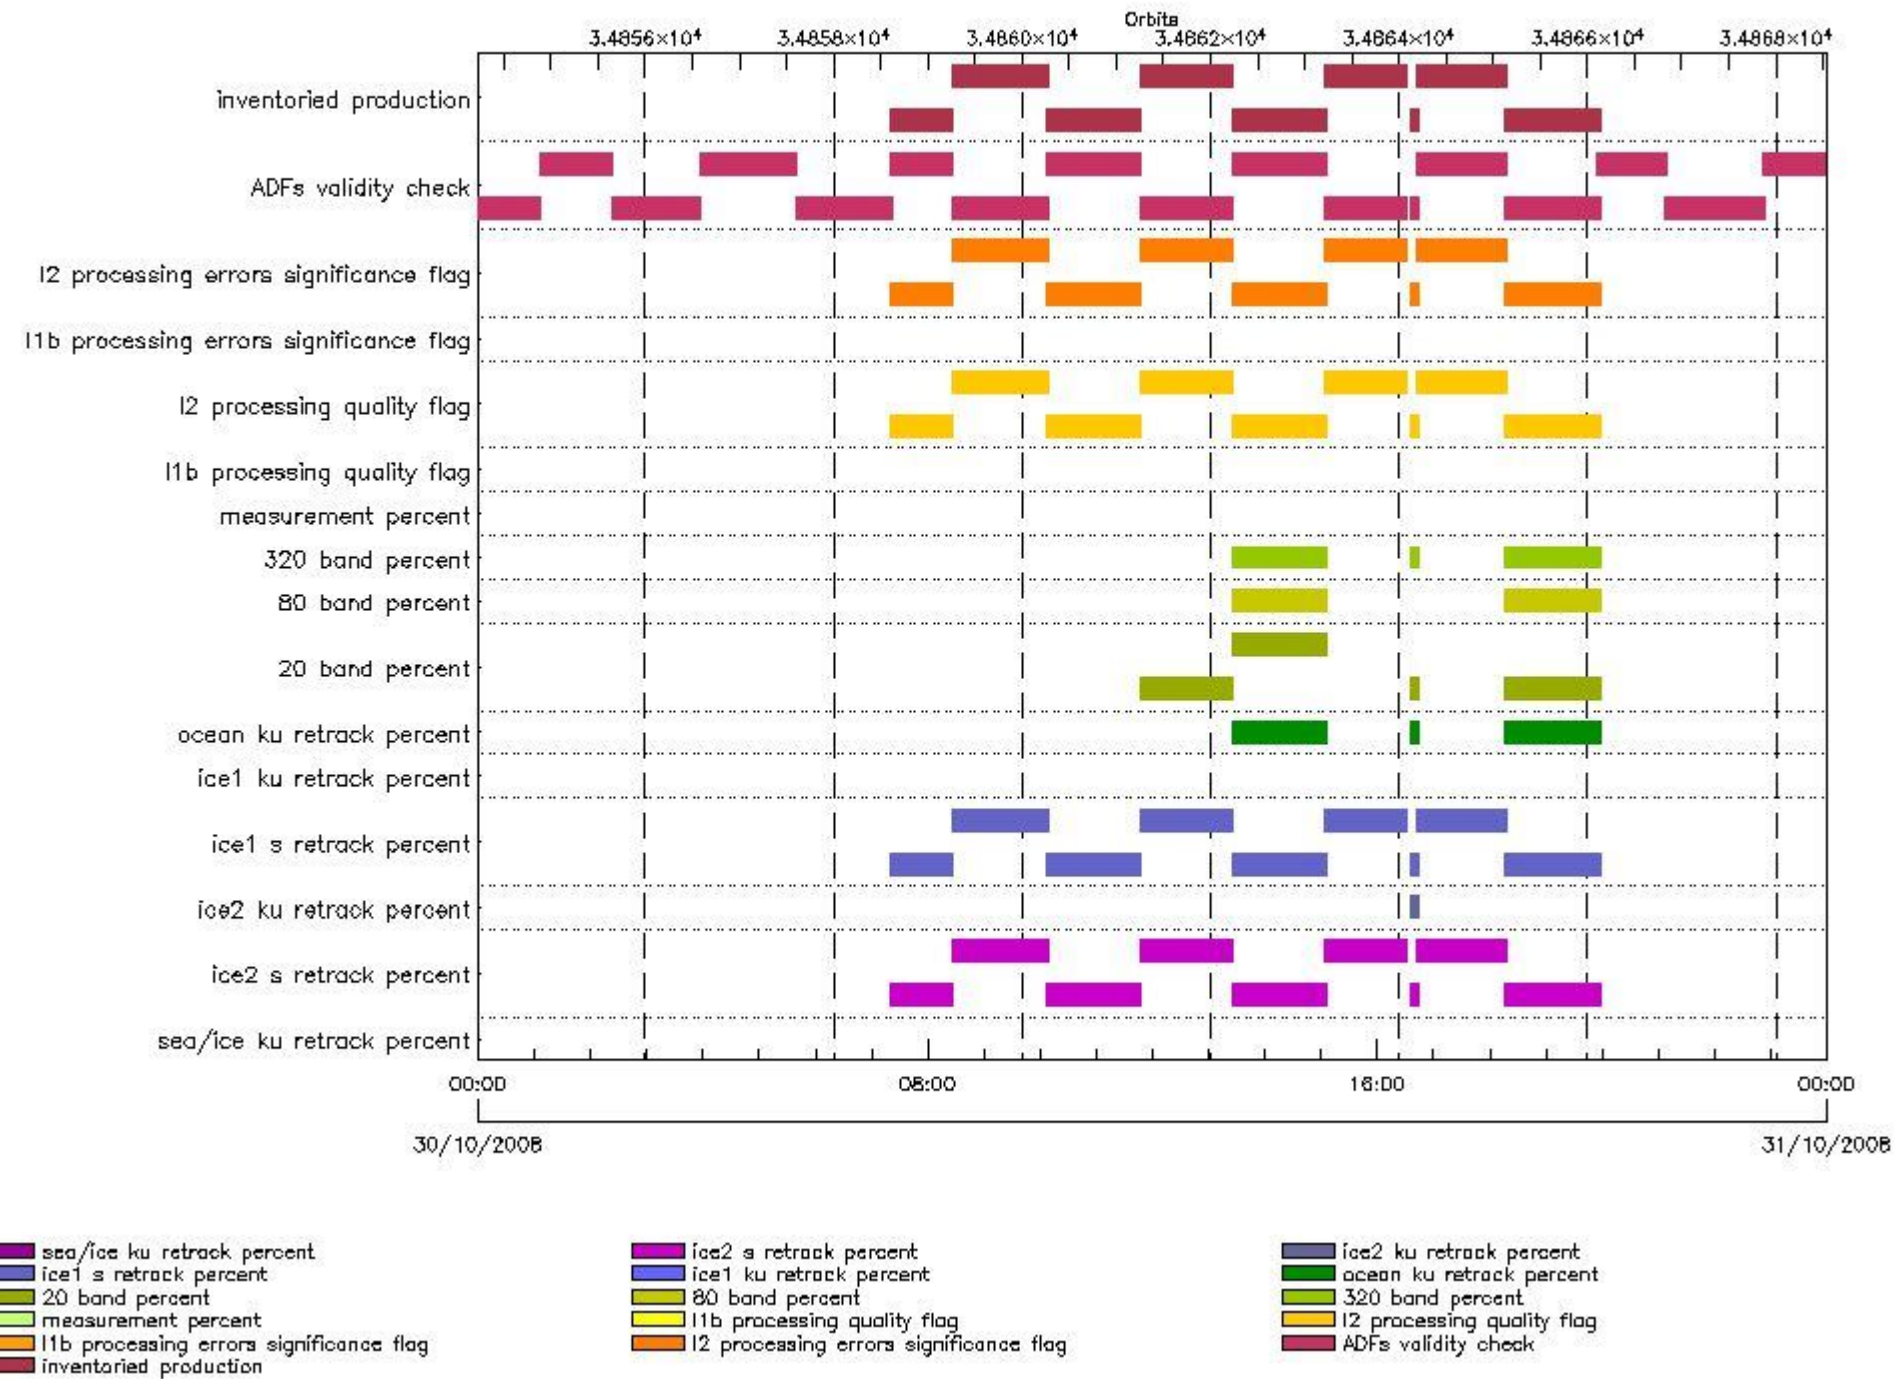 Orbits
3.4856×10⁴ 3.4858×10⁴ 3.4860×10⁴ 3.4862×10⁴ 3.4864×10⁴ 3.4866×10⁴ 3.4868×10⁴
inventoried production
ADFs validity check
l2 processing errors significance flag
l1b processing errors significance flag
l2 processing quality flag
l1b processing quality flag
measurement percent
320 band percent
80 band percent
20 band percent
ocean ku retrack percent
ice1 ku retrack percent
ice1 s retrack percent
ice2 ku retrack percent
ice2 s retrack percent
sea/ice ku retrack percent
00:00 08:00 16:00 00:00
30/10/2008 31/10/2008
sea/ice ku retrack percent ice2 s retrack percent ice2 ku retrack percent
ice1 s retrack percent ice1 ku retrack percent ocean ku retrack percent
20 band percent 80 band percent 320 band percent
measurement percent l1b processing quality flag l2 processing quality flag
l1b processing errors significance flag l2 processing errors significance flag ADFs validity check
inventoried production